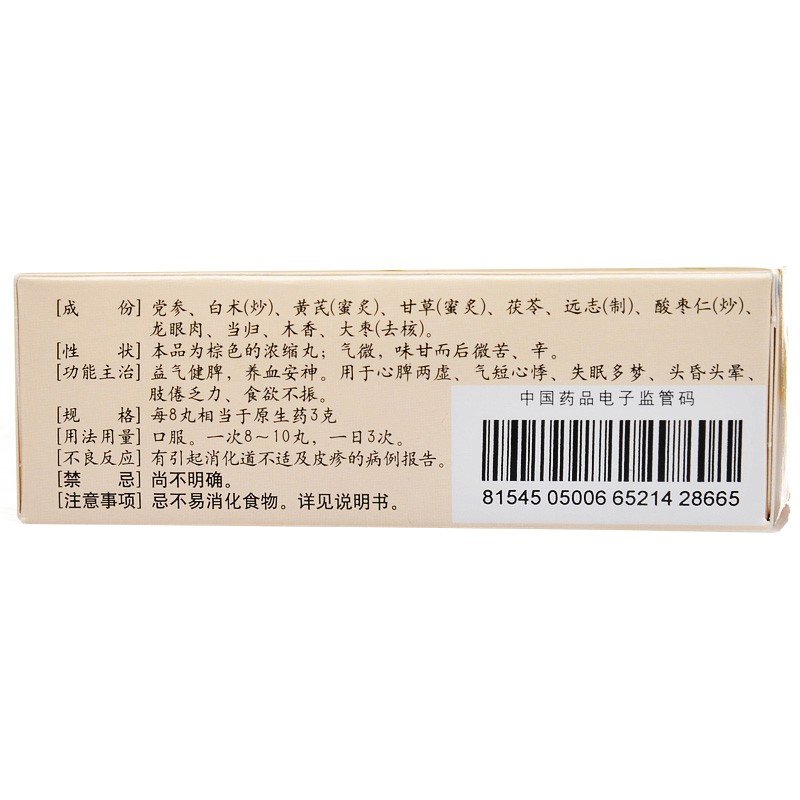 [成 份] 党参、白术(炒)、黄芪(蜜炙)、甘草(蜜炙)、茯苓、远志(制)、酸枣仁(炒)、
龙眼肉、当归、木香、大枣(去核)。
[性 状] 本品为棕色的浓缩丸；气微，味甘而后微苦、辛。
[功能主治] 益气健脾，养血安神。用于心脾两虚、气短心悸、失眠多梦、头昏头晕、
肢倦乏力、食欲不振。
[规 格] 每8丸相当于原生药3克
[用法用量] 口服。一次8～10丸，一日3次。
[不良反应] 有引起消化道不适及皮疹的病例报告。
[禁 忌] 尚不明确。
[注意事项] 忌不易消化食物。详见说明书。
中国药品电子监管码
81545 05006 65214 28665